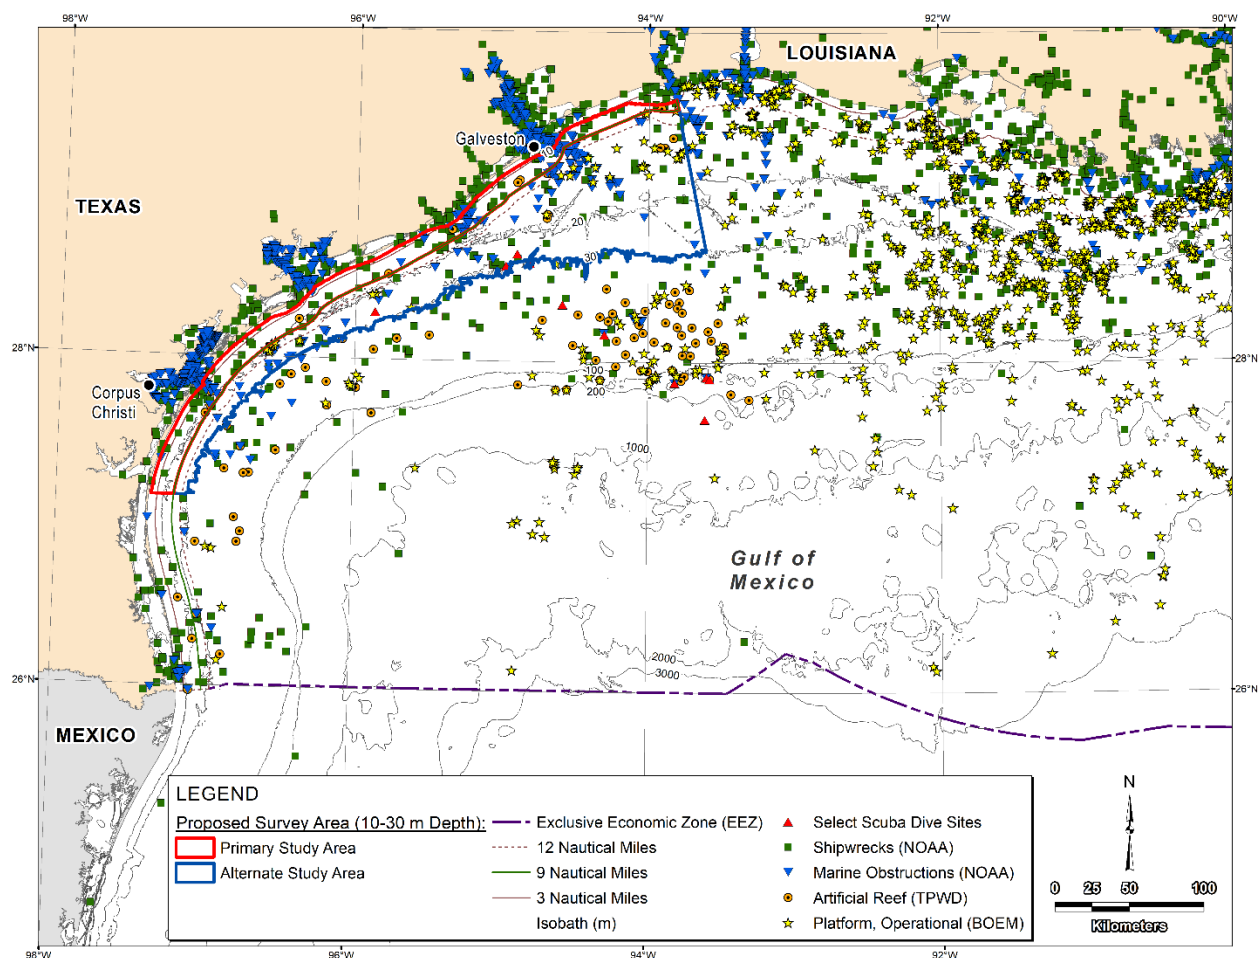 98°W 96°W 94°W 92°W 90°W
LOUISIANA
Galveston
10
TEXAS
20
30
28°N 28°N
100
200
Corpus
Christi
1000
Gulf of
Mexico
2000
3000
26°N 26°N
MEXICO
LEGEND
Proposed Survey Area (10-30 m Depth):
Primary Study Area
Alternate Study Area
Exclusive Economic Zone (EEZ)
12 Nautical Miles
9 Nautical Miles
3 Nautical Miles
Isobath (m)
Select Scuba Dive Sites
Shipwrecks (NOAA)
Marine Obstructions (NOAA)
Artificial Reef (TPWD)
Platform, Operational (BOEM)
N
0 25 50 100
Kilometers
98°W 96°W 94°W 92°W